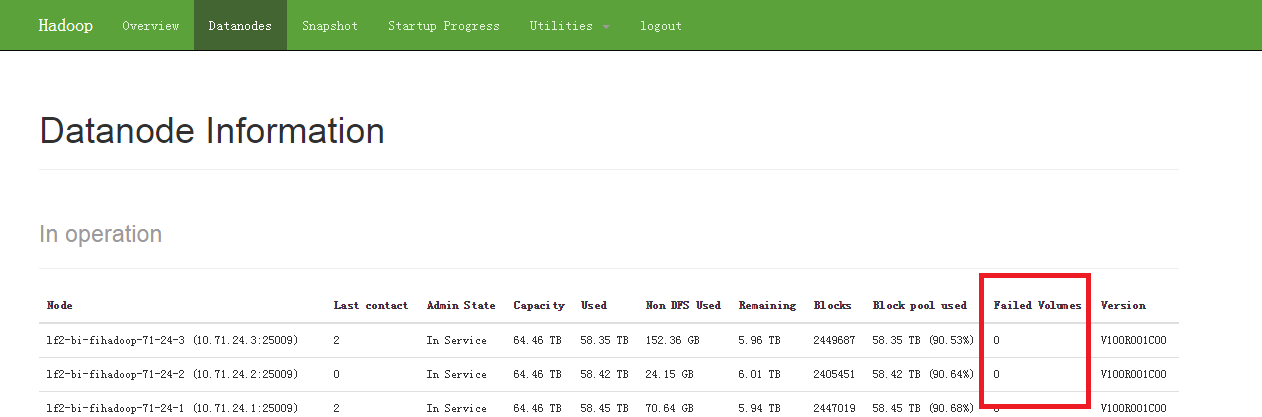 Hadoop Overview Datanodes Snapshot Startup Progress Utilities logout
Datanode Information
In operation
Node Last contact Admin State Capacity Used Non DFS Used Remaining Blocks Block pool used Failed Volumes Version
lf2-bi-fihadoop-71-24-3 (10.71.24.3:25009) 2 In Service 64.46 TB 58.35 TB 152.36 GB 5.96 TB 2449687 58.35 TB (90.53%) 0 V100R001C00
lf2-bi-fihadoop-71-24-2 (10.71.24.2:25009) 0 In Service 64.46 TB 58.42 TB 24.15 GB 6.01 TB 2405451 58.42 TB (90.64%) 0 V100R001C00
lf2-bi-fihadoop-71-24-1 (10.71.24.1:25009) 2 In Service 64.46 TB 58.45 TB 70.64 GB 5.94 TB 2447019 58.45 TB (90.68%) 0 V100R001C00